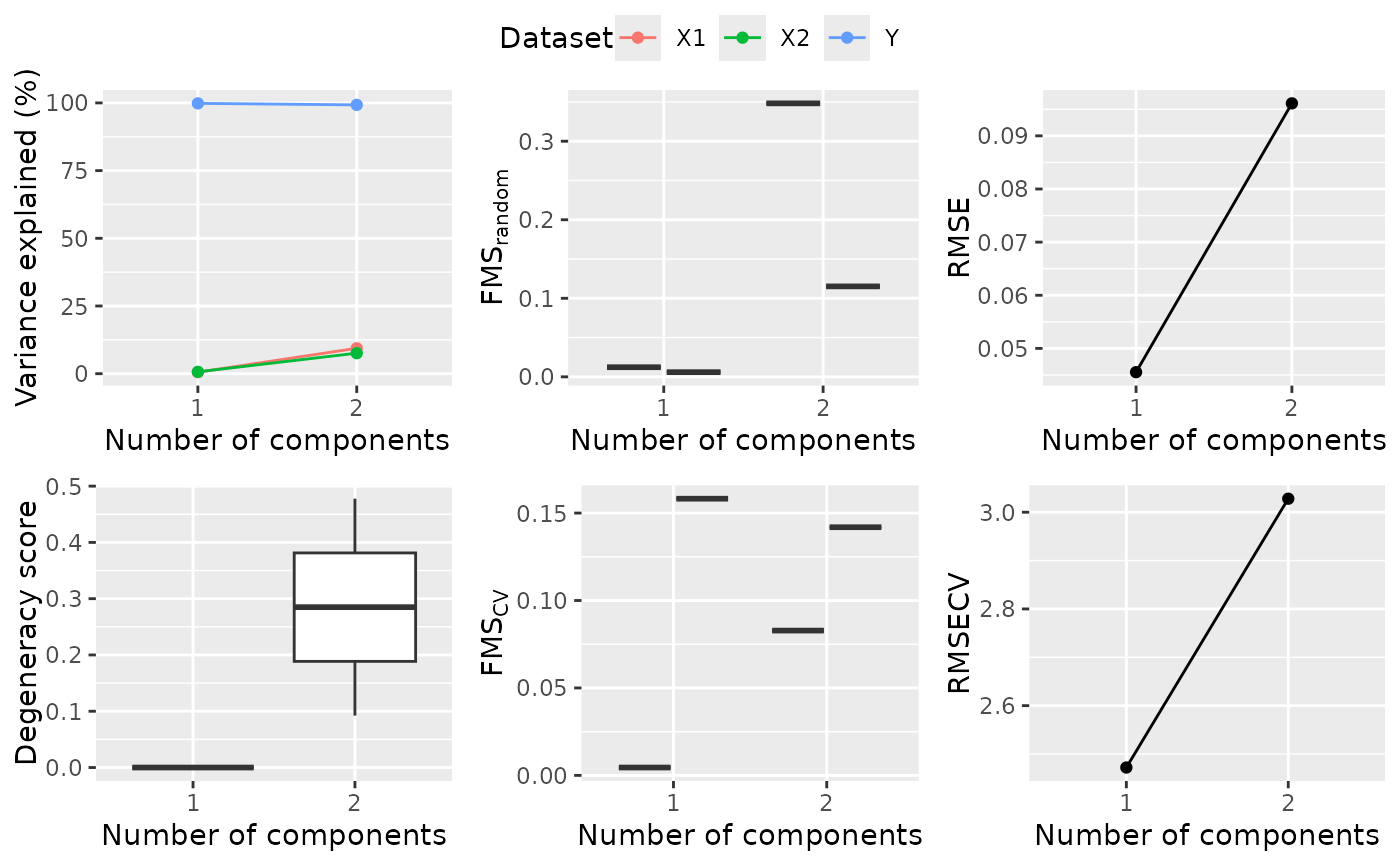 Dataset X1 X2 Y
Variance explained (%)
100
75
50
25
0
1 2
Number of components
FMSrandom
0.3
0.2
0.1
0.0
1 2
Number of components
RMSE
0.09
0.08
0.07
0.06
0.05
1 2
Number of components
Degeneracy score
0.5
0.4
0.3
0.2
0.1
0.0
1 2
Number of components
FMSCV
0.15
0.10
0.05
0.00
1 2
Number of components
RMSECV
3.0
2.8
2.6
1 2
Number of components